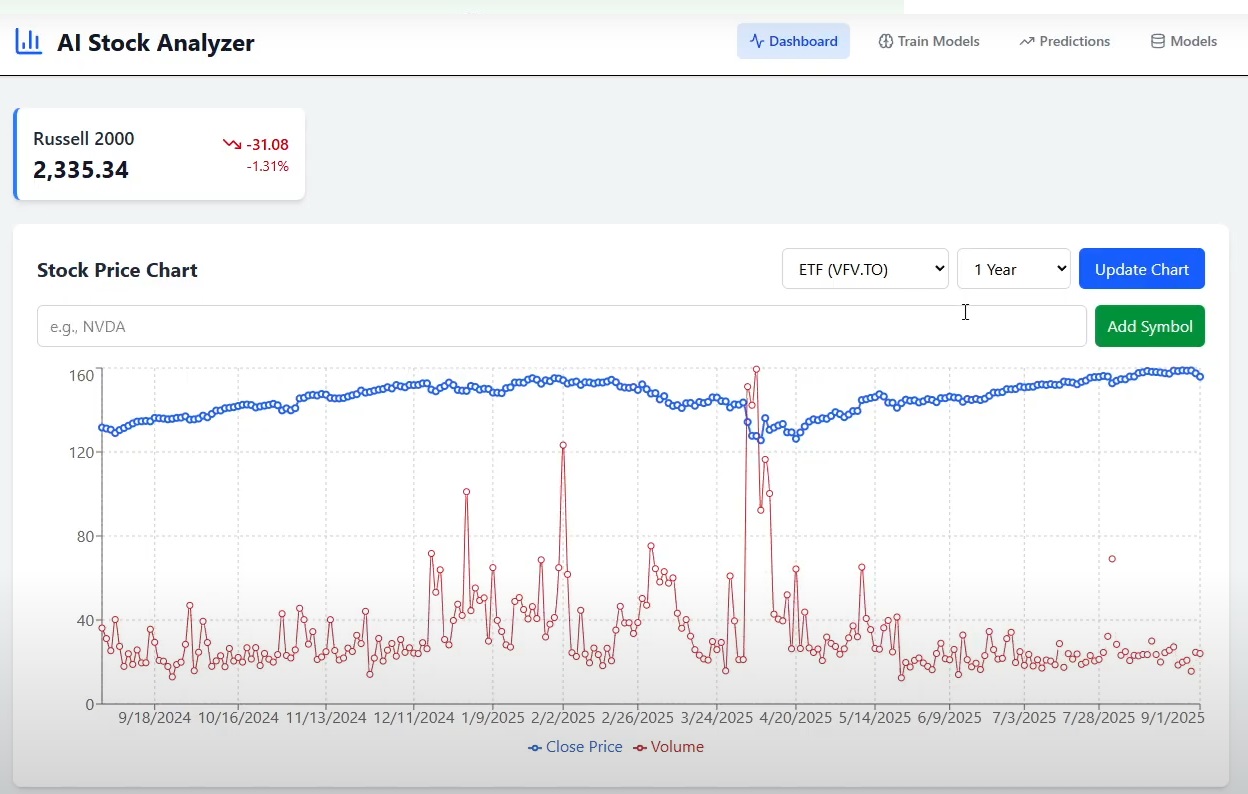 AI Stock Analyzer
Dashboard
Train Models
Predictions
Models
Russell 2000
-31.08
2,335.34
-1.31%
Stock Price Chart
ETF (VFV.TO)
1 Year
Update Chart
e.g., NVDA
Add Symbol
160
120
80
40
0
9/18/2024 10/16/2024 11/13/2024 12/11/2024 1/9/2025 2/2/2025 2/26/2025 3/24/2025 4/20/2025 5/14/2025 6/9/2025 7/3/2025 7/28/2025 9/1/2025
Close Price Volume